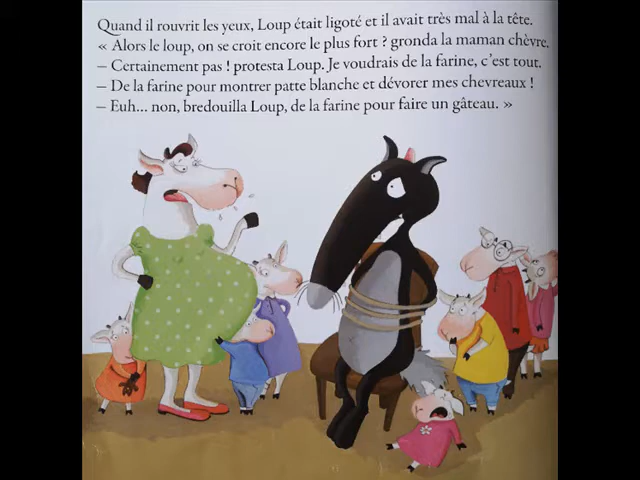 Quand il rouvrit les yeux, Loup était ligoté et il avait très mal à la tête.
« Alors le loup, on se croit encore le plus fort ? gronda la maman chèvre.
– Certainement pas ! protesta Loup. Je voudrais de la farine, c'est tout.
– De la farine pour montrer patte blanche et dévorer mes chevreaux !
– Euh... non, bredouilla Loup, de la farine pour faire un gâteau. »